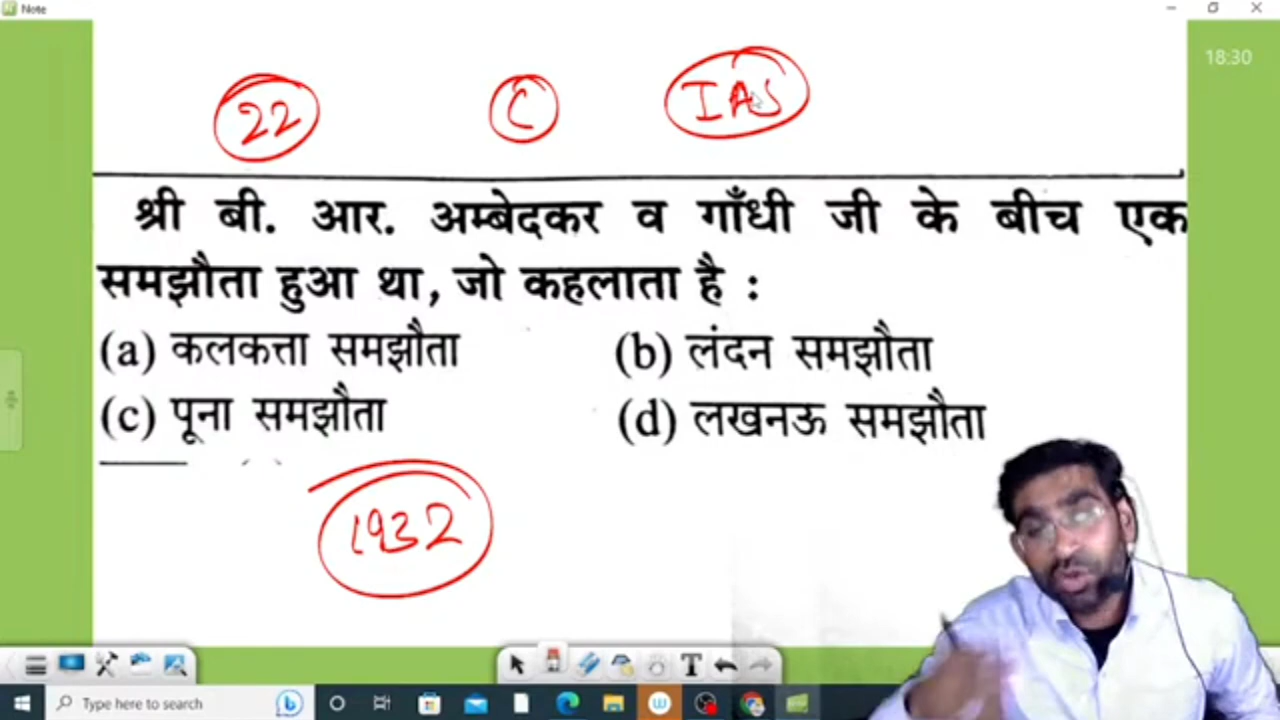 Note
18:30
22 C IAS
श्री बी. आर. अम्बेदकर व गाँधी जी के बीच एक
समझौता हुआ था, जो कहलाता है :
(a) कलकत्ता समझौता (b) लंदन समझौता
(c) पूना समझौता (d) लखनऊ समझौता
1932
T
Type here to search